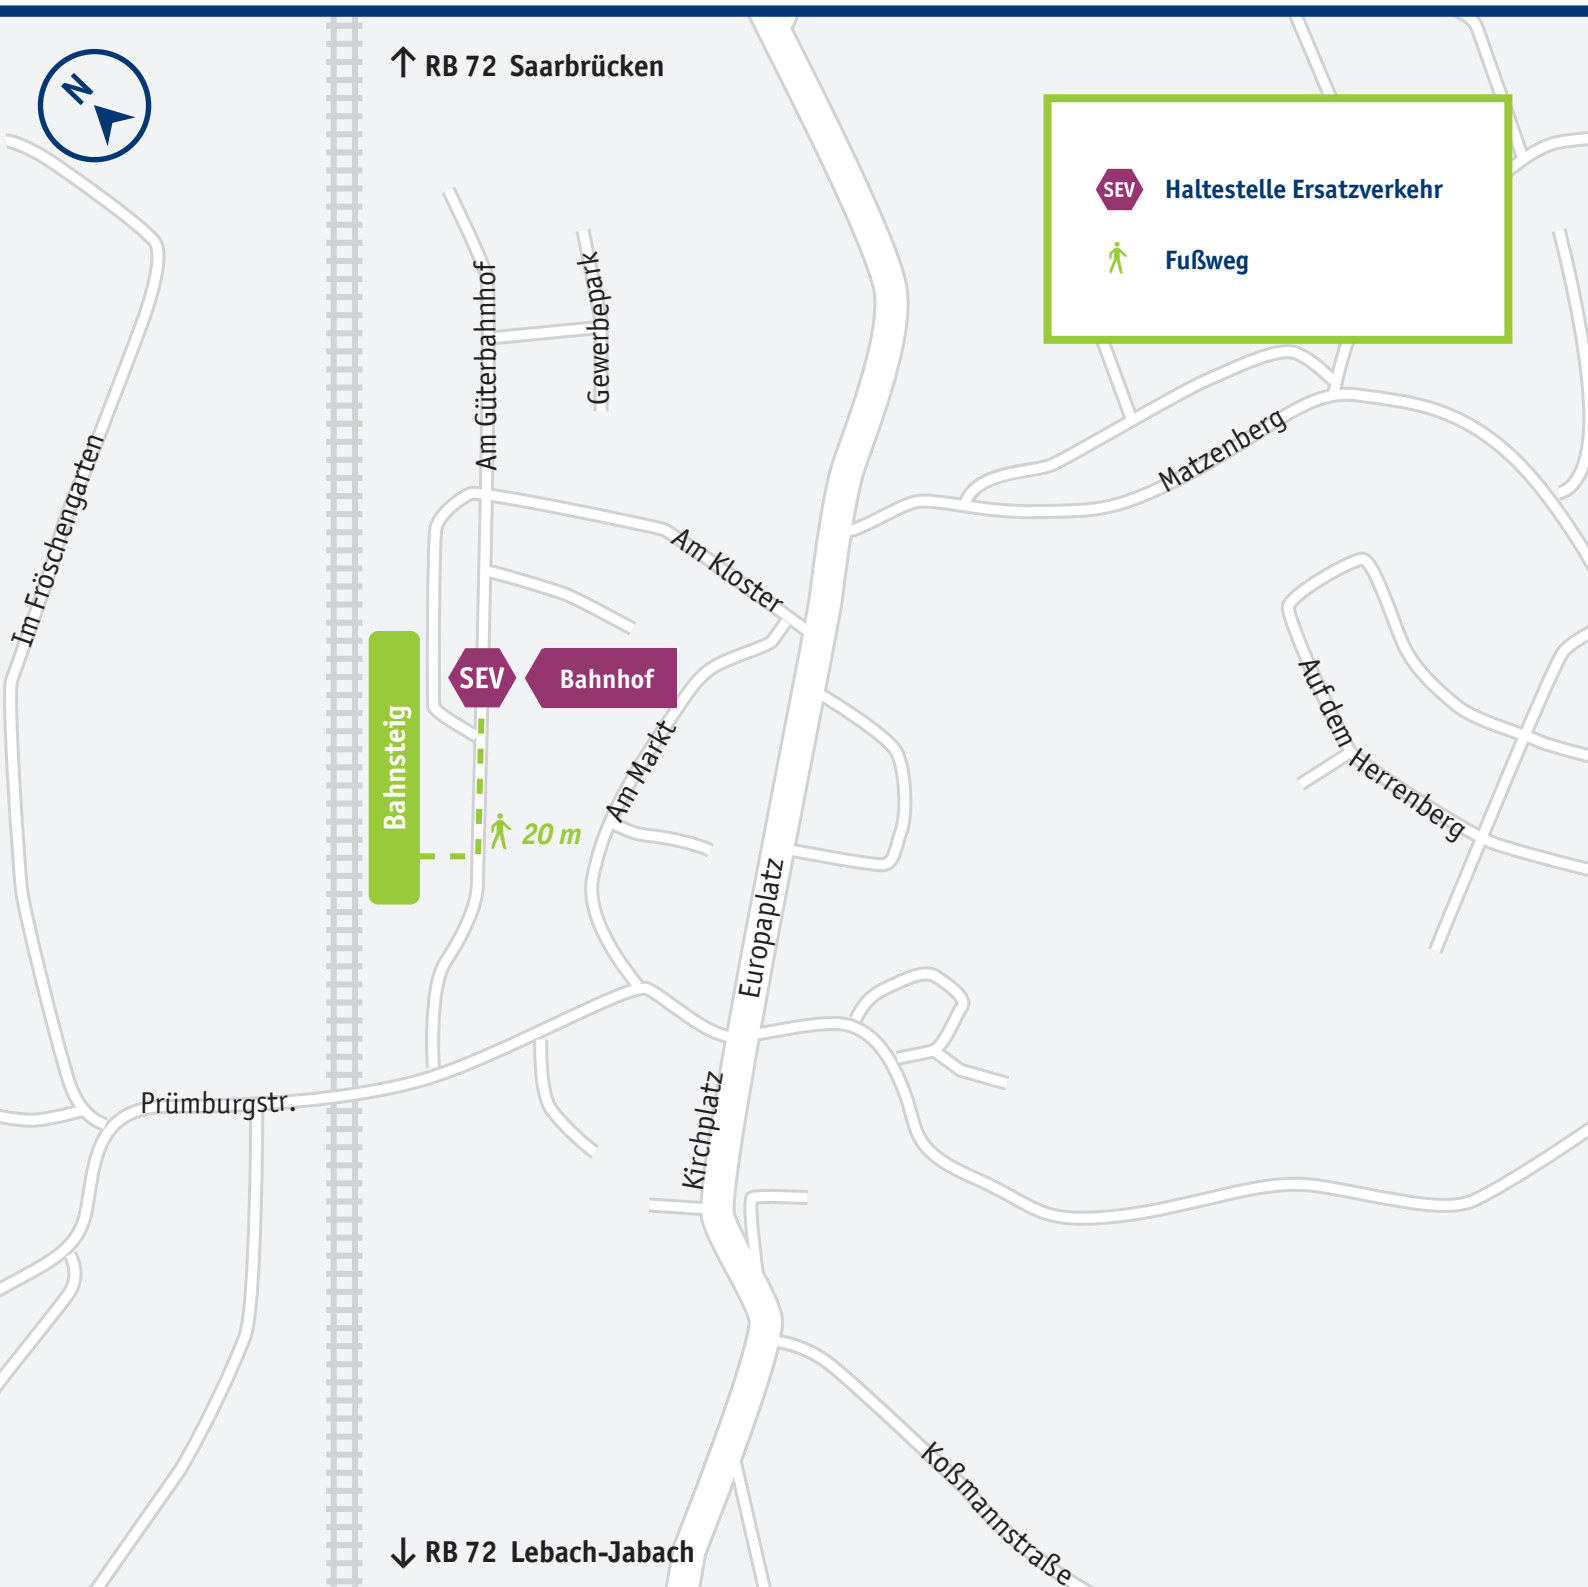 N
↑ RB 72 Saarbrücken
SEV Haltestelle Ersatzverkehr
Fußweg
Am Güterbahnhof
Gewerbepark
Matzenberg
Im Fröschengarten
Am Kloster
SEV
Bahnhof
Bahnsteig
Am Markt
20 m
Auf dem Herrenberg
Europaplatz
Prümburgstr.
Kirchplatz
Koßmannstraße
↓ RB 72 Lebach-Jabach